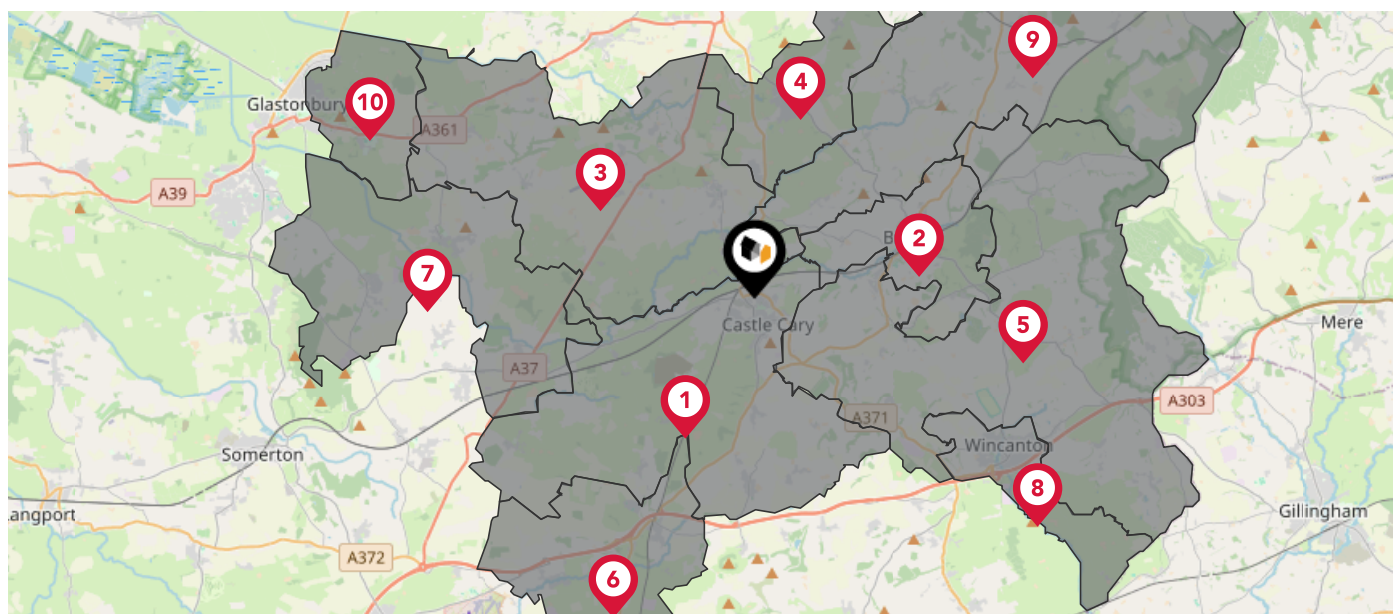 9
4
10
Glastonbury
A361
3
A39
2
7
5
Mere
Castle Cary
A37
1
A303
A371
Wincanton
Somerton
8
Langport
Gillingham
A372
6